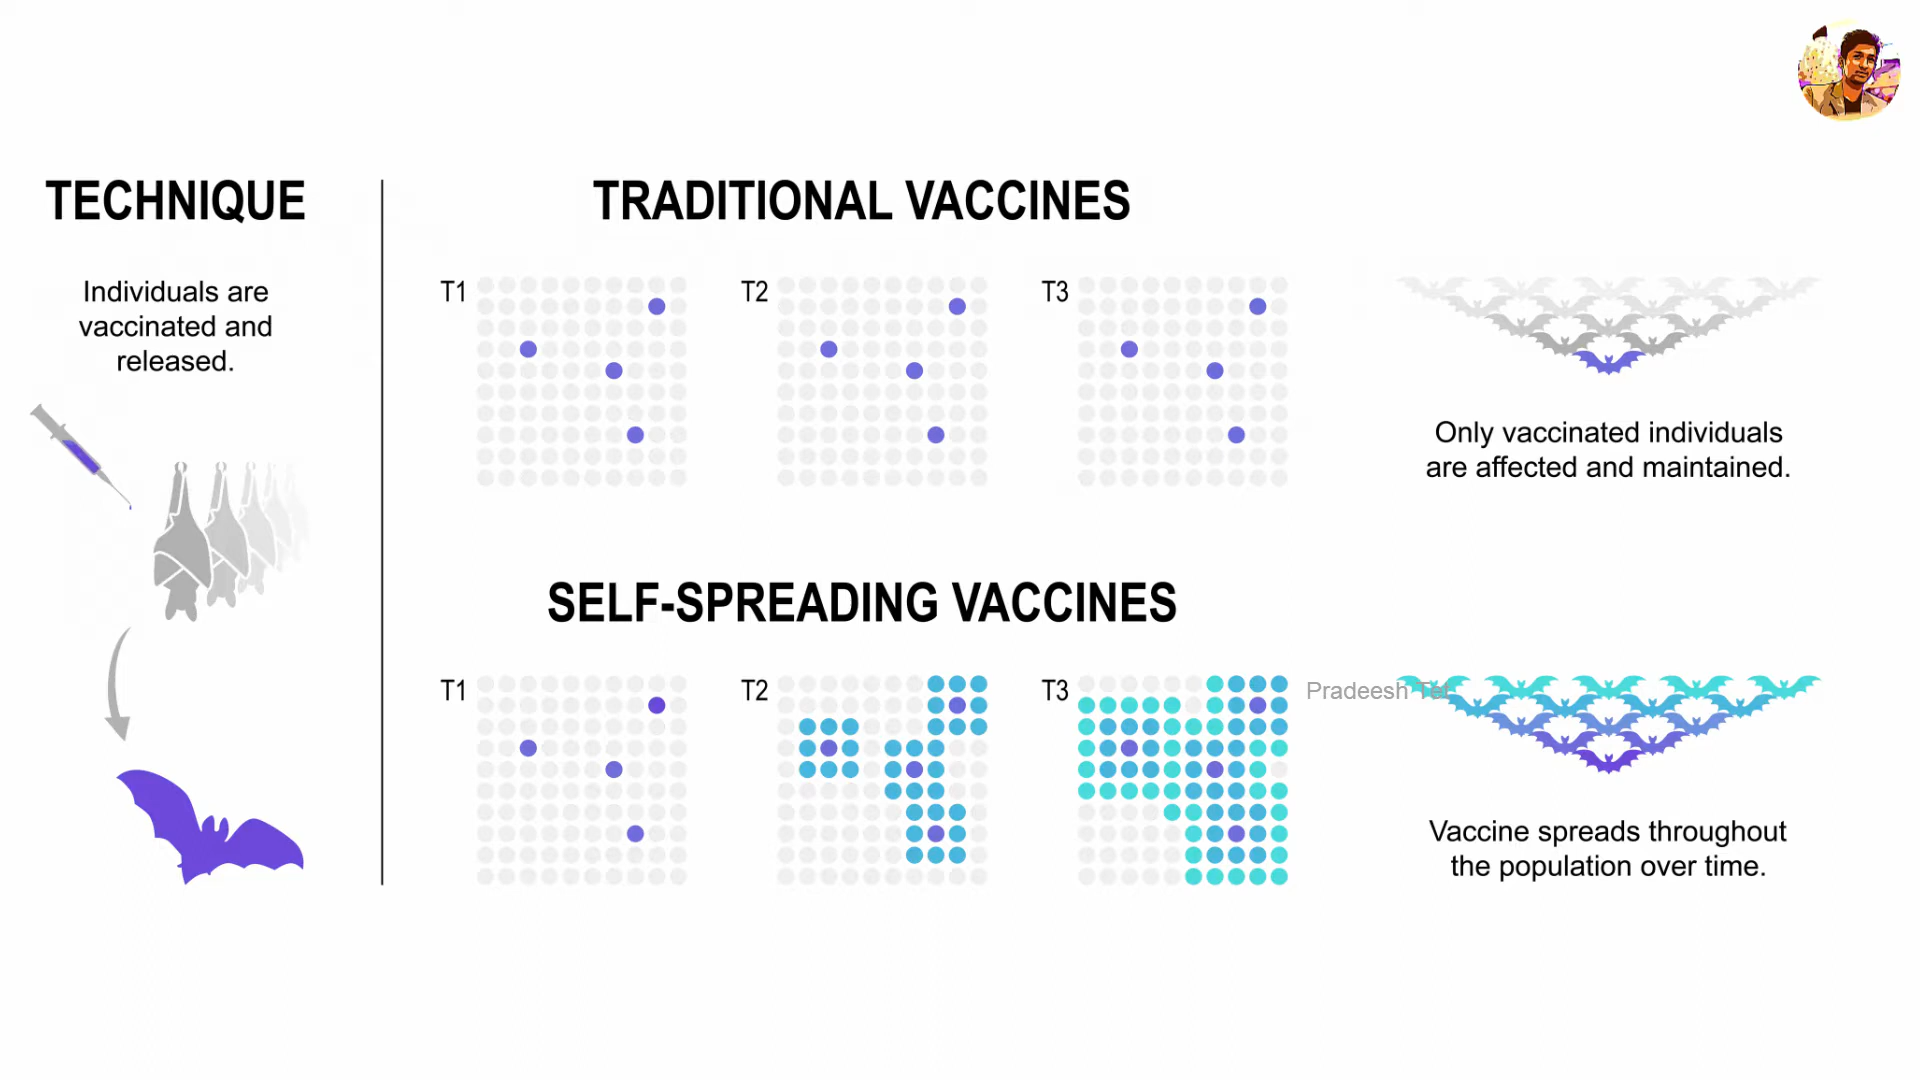 TECHNIQUE
Individuals are
vaccinated and
released.
TRADITIONAL VACCINES
T1
T2
T3
Only vaccinated individuals
are affected and maintained.
SELF-SPREADING VACCINES
T1
T2
T3
Pradeesh Tet
Vaccine spreads throughout
the population over time.